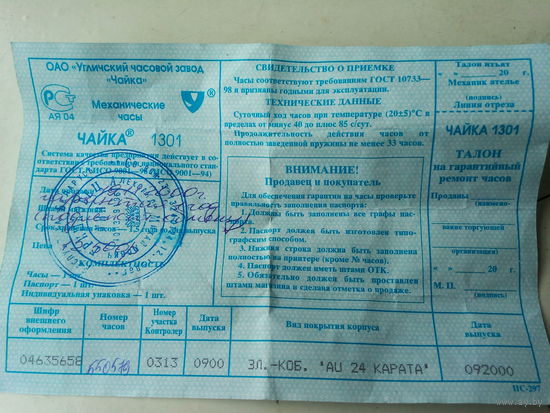 ОАО "Угличский часовой завод
"Чайка"
АЯ 04
Механические
часы
®
ЧАЙКА® 1301
Система качества предприятия действует в со-
Дата
Цена
КОМПЛЕКТНОСТЬ
Часы — 1 шт.
Паспорт — 1 шт.
Индивидуальная упаковка — 1 шт.
СВИДЕТЕЛЬСТВО О ПРИЕМКЕ
Часы соответствуют требованиям ГОСТ 10733—
98 и признаны годными для эксплуатации.
ТЕХНИЧЕСКИЕ ДАННЫЕ
Суточный ход часов при температуре (20±5)°С в
пределах от минус 40 до плюс 85 с/сут.
Продолжительность действия часов от
полностью заведенной пружины не менее 33 часов.
ВНИМАНИЕ!
Продавец и покупатель
Для обеспечения гарантии на часы проверьте
правильность заполнения паспорта:
1. Должны быть заполнены все графы пас-
порта.
2. Паспорт должен быть изготовлен типо-
графским способом.
3. Нижняя строка должна быть заполнена
полностью на принтере (кроме № часов).
4. Паспорт должен иметь штамп ОТК.
5. Обязательно должен быть проставлен
штамп магазина и сделана отметка о продаже.
Талон изъят
" " 20 г.
Механик ателье
(подпись)
Линия отреза
ЧАЙКА 1301
ТАЛОН
на гарантийный
ремонт часов
(подпись)
" " 20 г.
М. П.
(подпись)
Шифр внешнего оформления
Номер часов
Номер участка Контролер
Дата выпуска
Вид покрытия корпуса
Дата выпуска
04635658
0313
0900
ЗЛ.-КОБ. "AU 24 КАРАТА"
092000
ПС-297
www.ay.by